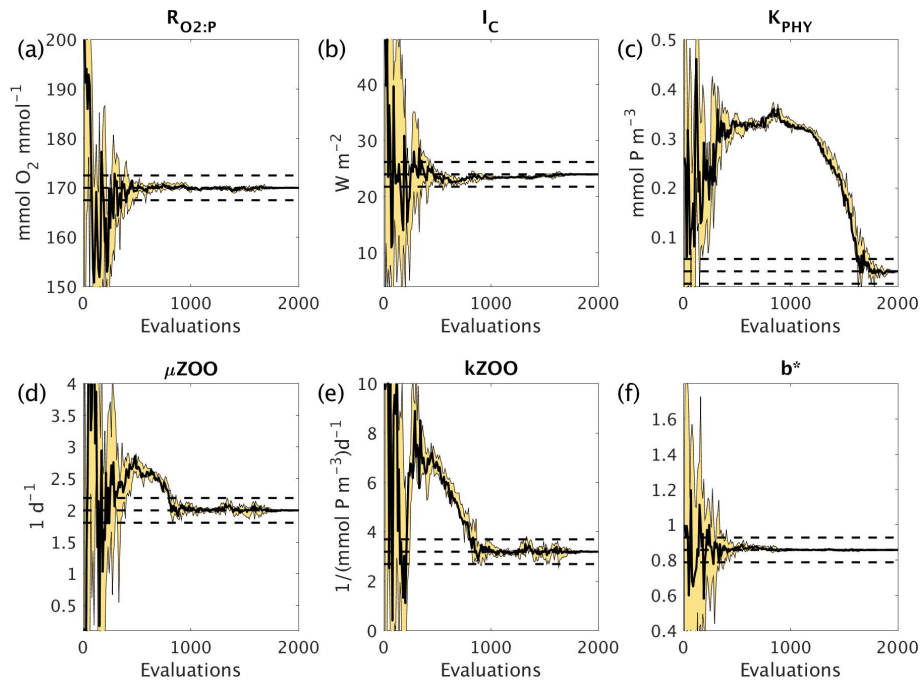 (a)
R_O2:P
200
190
180
170
160
150
mmol O₂ mmol⁻¹
0
1000
2000
Evaluations
(b)
I_C
40
30
20
10
W m⁻²
0
1000
2000
Evaluations
(c)
K_PHY
0.5
0.4
0.3
0.2
0.1
mmol P m⁻³
0
1000
2000
Evaluations
(d)
μZOO
4
3.5
3
2.5
2
1.5
1
0.5
1 d⁻¹
0
1000
2000
Evaluations
(e)
kZOO
10
8
6
4
2
0
1/(mmol P m⁻³)d⁻¹
0
1000
2000
Evaluations
(f)
b*
1.6
1.4
1.2
1
0.8
0.6
0.4
0
1000
2000
Evaluations